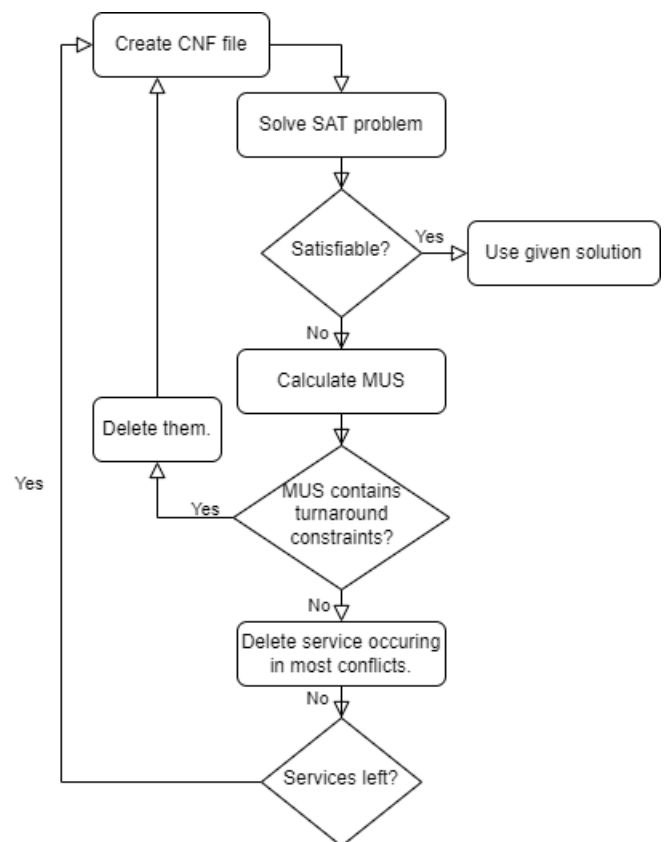 Create CNF file
Solve SAT problem
Satisfiable?
Yes
Use given solution
No
Calculate MUS
Delete them.
Yes
MUS contains
turnaround
constraints?
Yes
No
Delete service occuring
in most conflicts.
No
Services left?